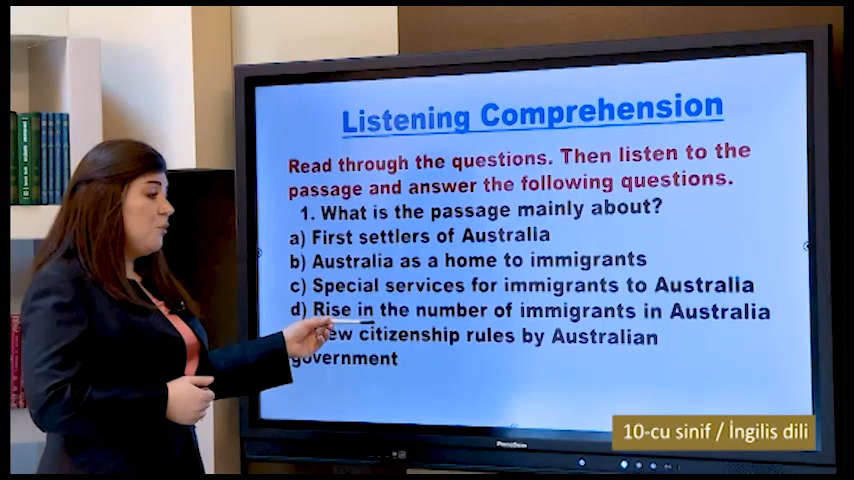 Listening Comprehension
Read through the questions. Then listen to the
passage and answer the following questions.
1. What is the passage mainly about?
a) First settlers of Australia
b) Australia as a home to immigrants
c) Special services for immigrants to Australia
d) Rise in the number of immigrants in Australia
ew citizenship rules by Australian
government
Promethean
10-cu sinif / İngilis dili